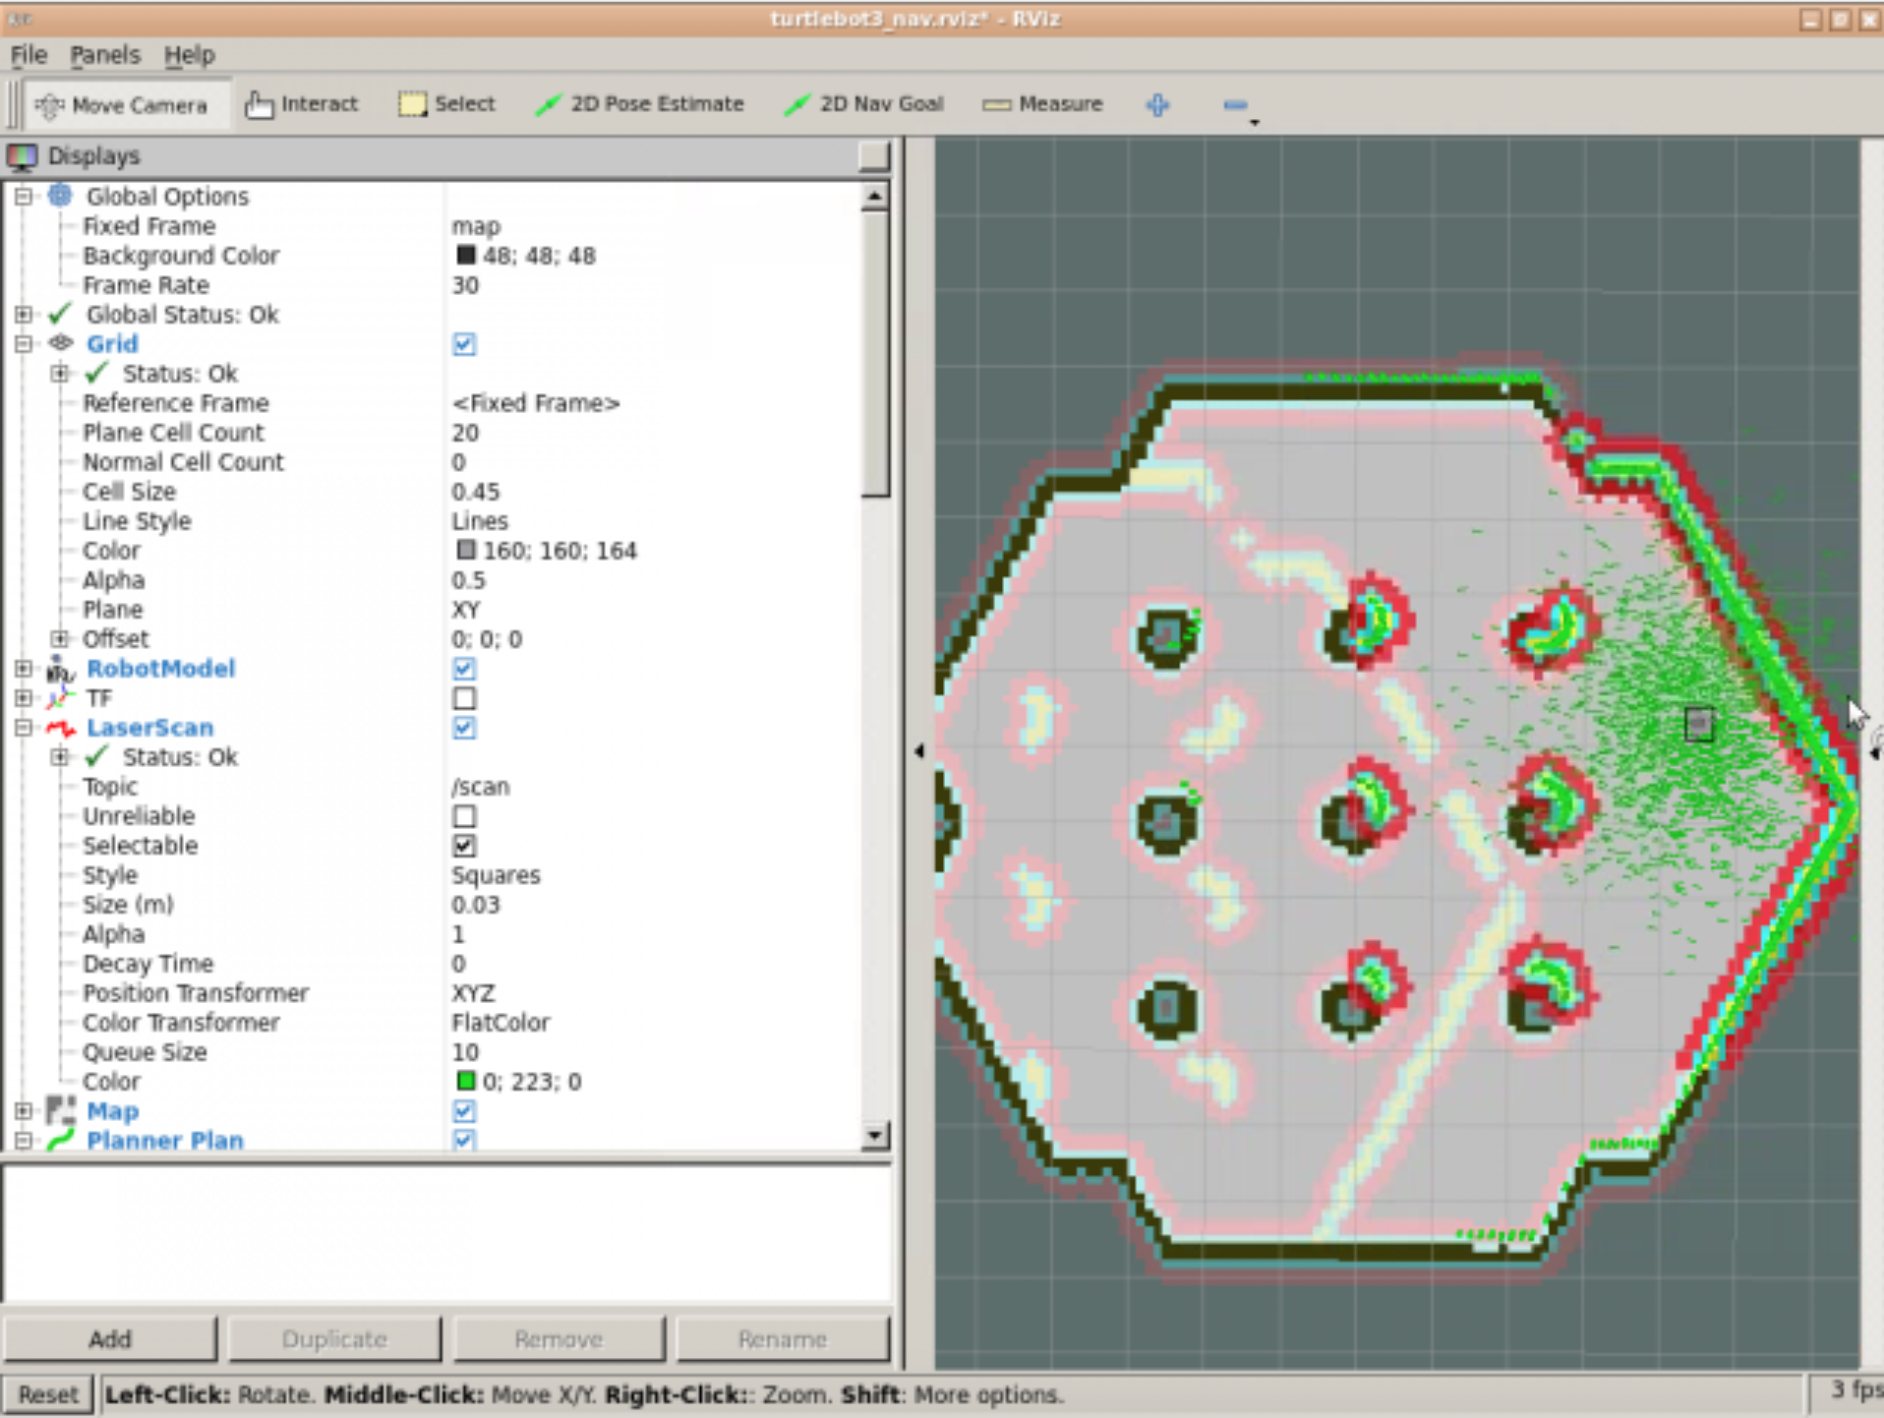 turtlebot3_nav.rviz* - RViz
File Panels Help
Move Camera Interact Select 2D Pose Estimate 2D Nav Goal Measure
Displays
Global Options
Fixed Frame map
Background Color 48; 48; 48
Frame Rate 30
Global Status: Ok
Grid
Status: Ok
Reference Frame <Fixed Frame>
Plane Cell Count 20
Normal Cell Count 0
Cell Size 0.45
Line Style Lines
Color 160; 160; 164
Alpha 0.5
Plane XY
Offset 0; 0; 0
RobotModel
TF
LaserScan
Status: Ok
Topic /scan
Unreliable
Selectable
Style Squares
Size (m) 0.03
Alpha 1
Decay Time 0
Position Transformer XYZ
Color Transformer FlatColor
Queue Size 10
Color 0; 223; 0
Map
Planner Plan
Add Duplicate Remove Rename
Reset Left-Click: Rotate. Middle-Click: Move X/Y. Right-Click:: Zoom. Shift: More options. 3 fps